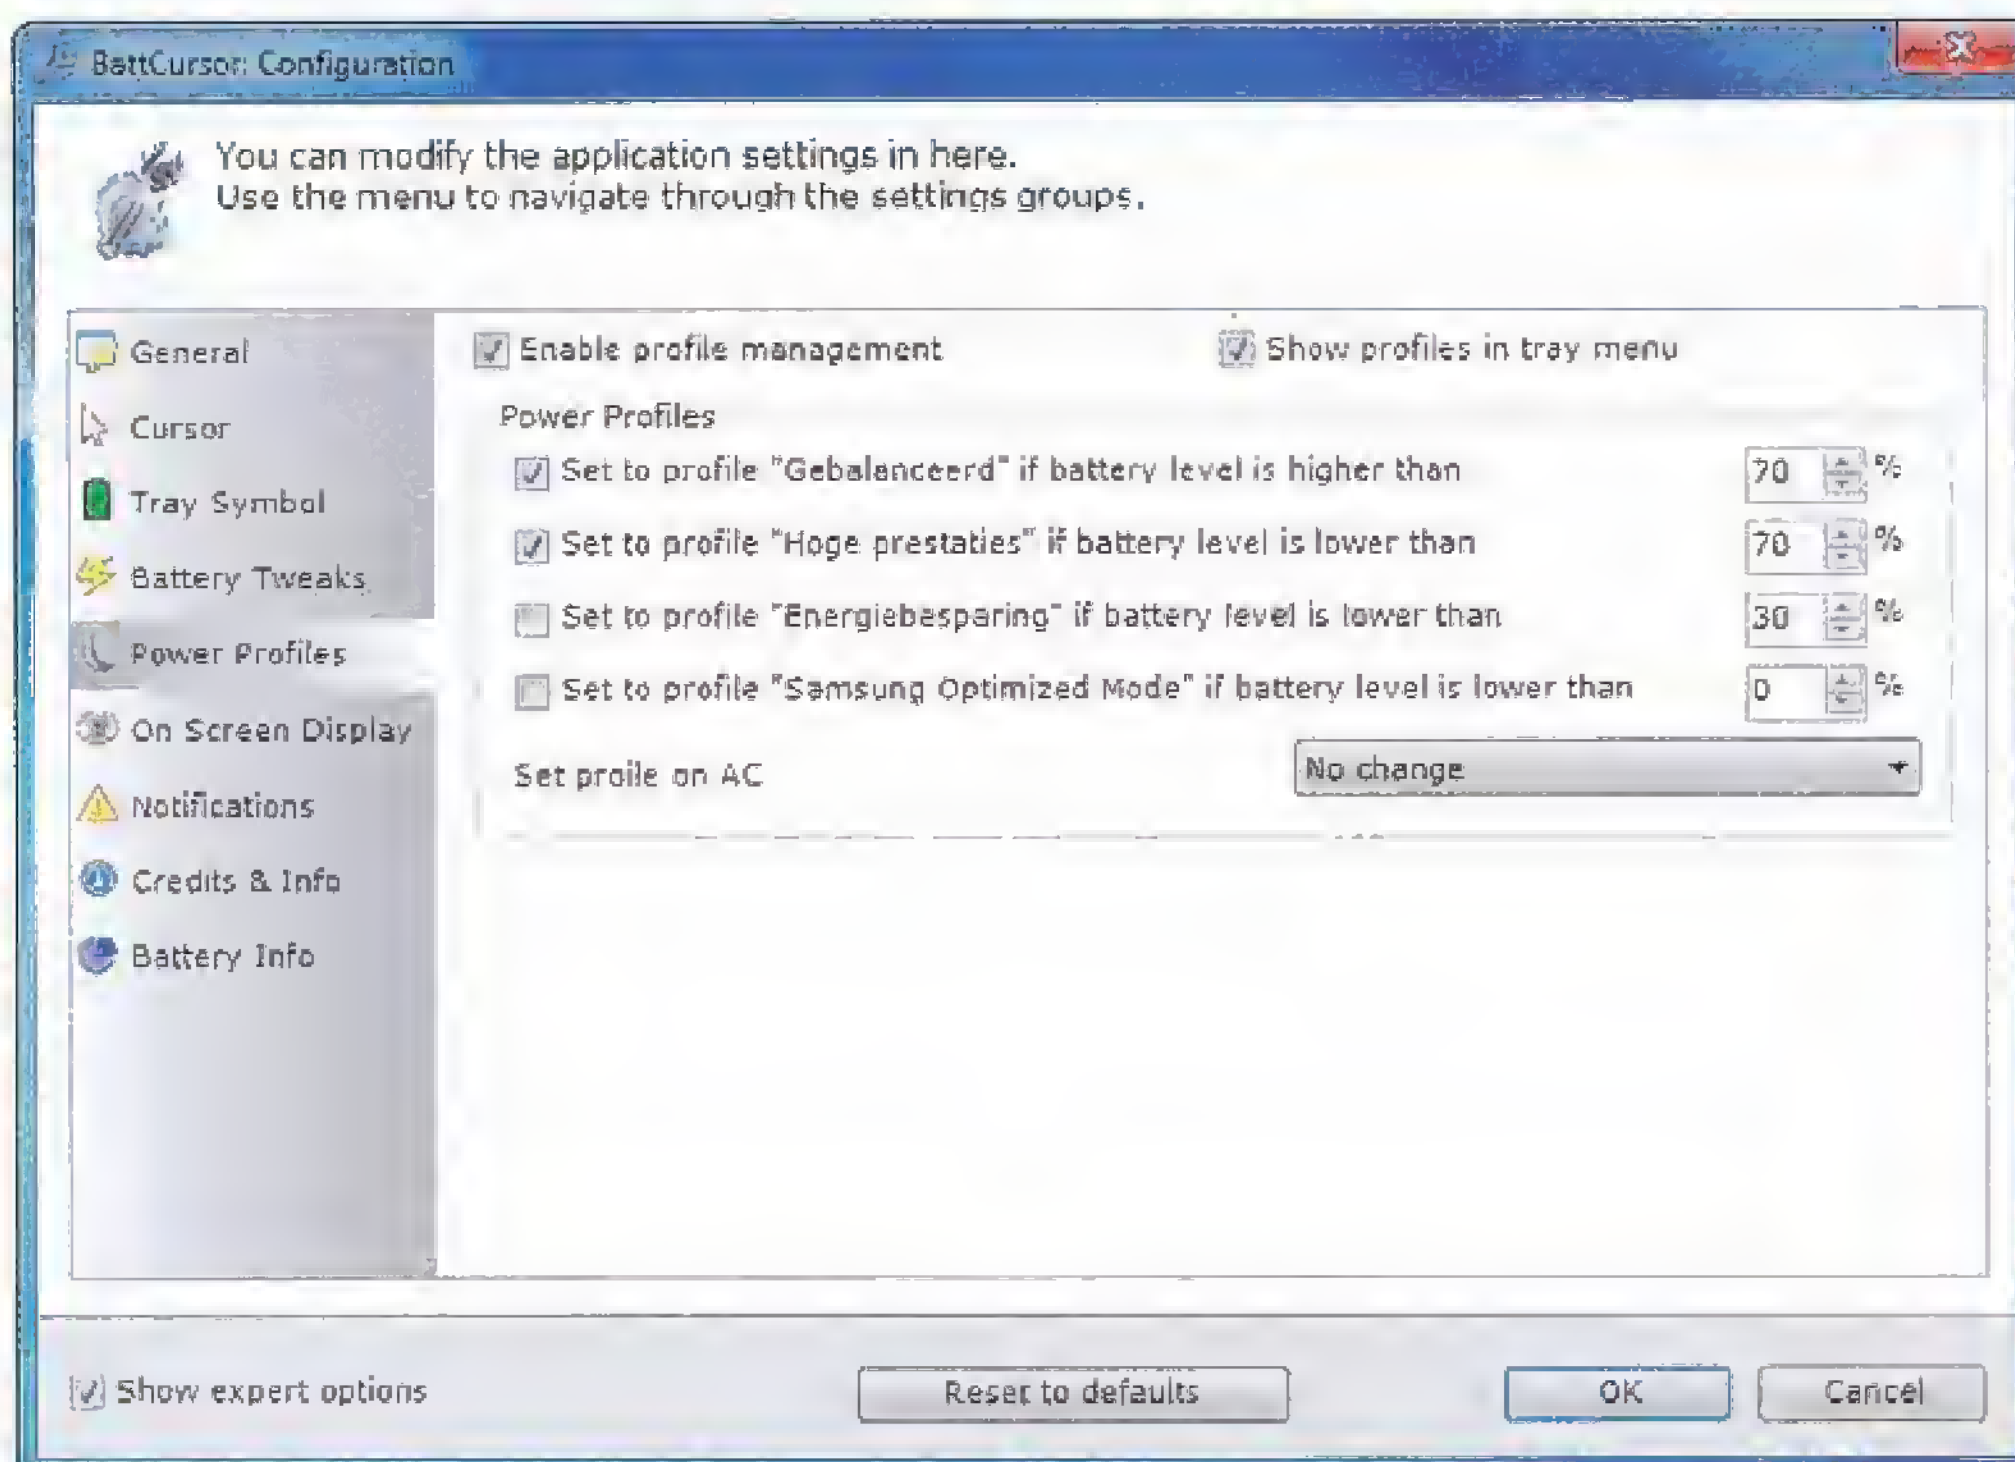 BattCursor: Configuration
You can modify the application settings in here.
Use the menu to navigate through the settings groups.
General
Cursor
Tray Symbol
Battery Tweaks
Power Profiles
On Screen Display
Notifications
Credits & Info
Battery Info
Enable profile management
Show profiles in tray menu
Power Profiles
Set to profile "Gebalanceerd" if battery level is higher than 70 %
Set to profile "Hoge prestaties" if battery level is lower than 70 %
Set to profile "Energiebesparing" if battery level is lower than 30 %
Set to profile "Samsung Optimized Mode" if battery level is lower than 0 %
Set proile on AC No change
Show expert options
Reset to defaults
OK
Cancel